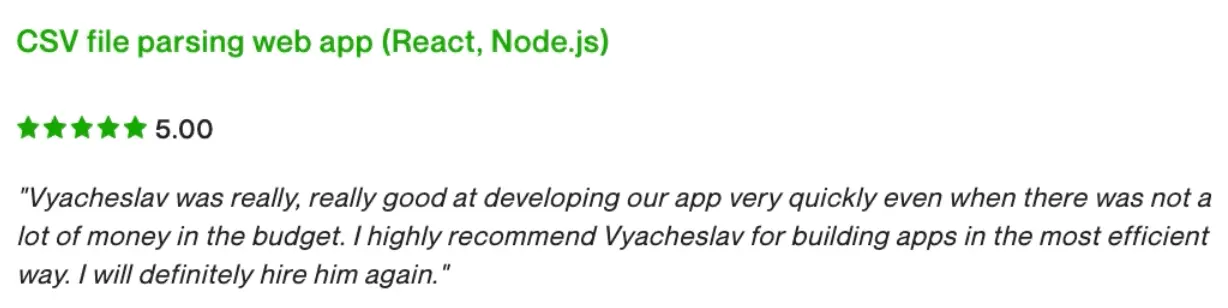 CSV file parsing web app (React, Node.js)
5.00
"Vyacheslav was really, really good at developing our app very quickly even when there was not a
lot of money in the budget. I highly recommend Vyacheslav for building apps in the most efficient
way. I will definitely hire him again."